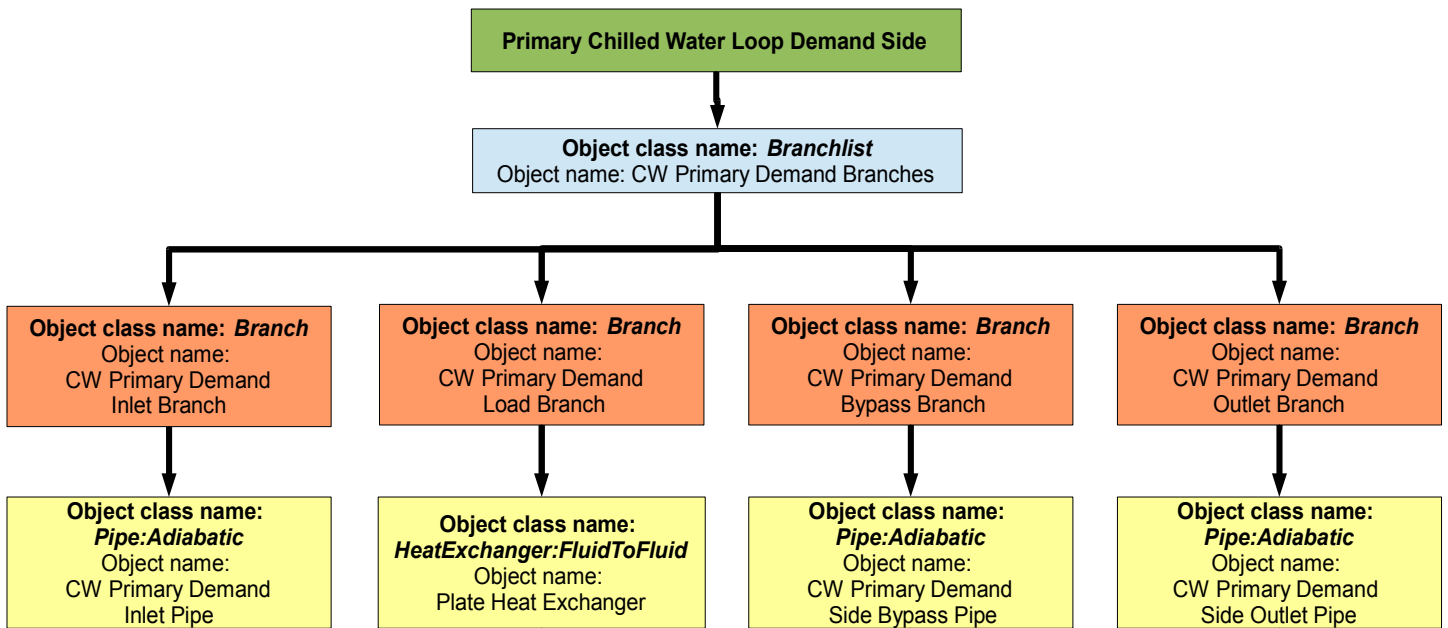 Primary Chilled Water Loop Demand Side
Object class name: Branchlist
Object name: CW Primary Demand Branches
Object class name: Branch
Object name:
CW Primary Demand
Inlet Branch
Object class name: Branch
Object name:
CW Primary Demand
Load Branch
Object class name: Branch
Object name:
CW Primary Demand
Bypass Branch
Object class name: Branch
Object name:
CW Primary Demand
Outlet Branch
Object class name:
Pipe:Adiabatic
Object name:
CW Primary Demand
Inlet Pipe
Object class name:
HeatExchanger:FluidToFluid
Object name:
Plate Heat Exchanger
Object class name:
Pipe:Adiabatic
Object name:
CW Primary Demand
Side Bypass Pipe
Object class name:
Pipe:Adiabatic
Object name:
CW Primary Demand
Side Outlet Pipe